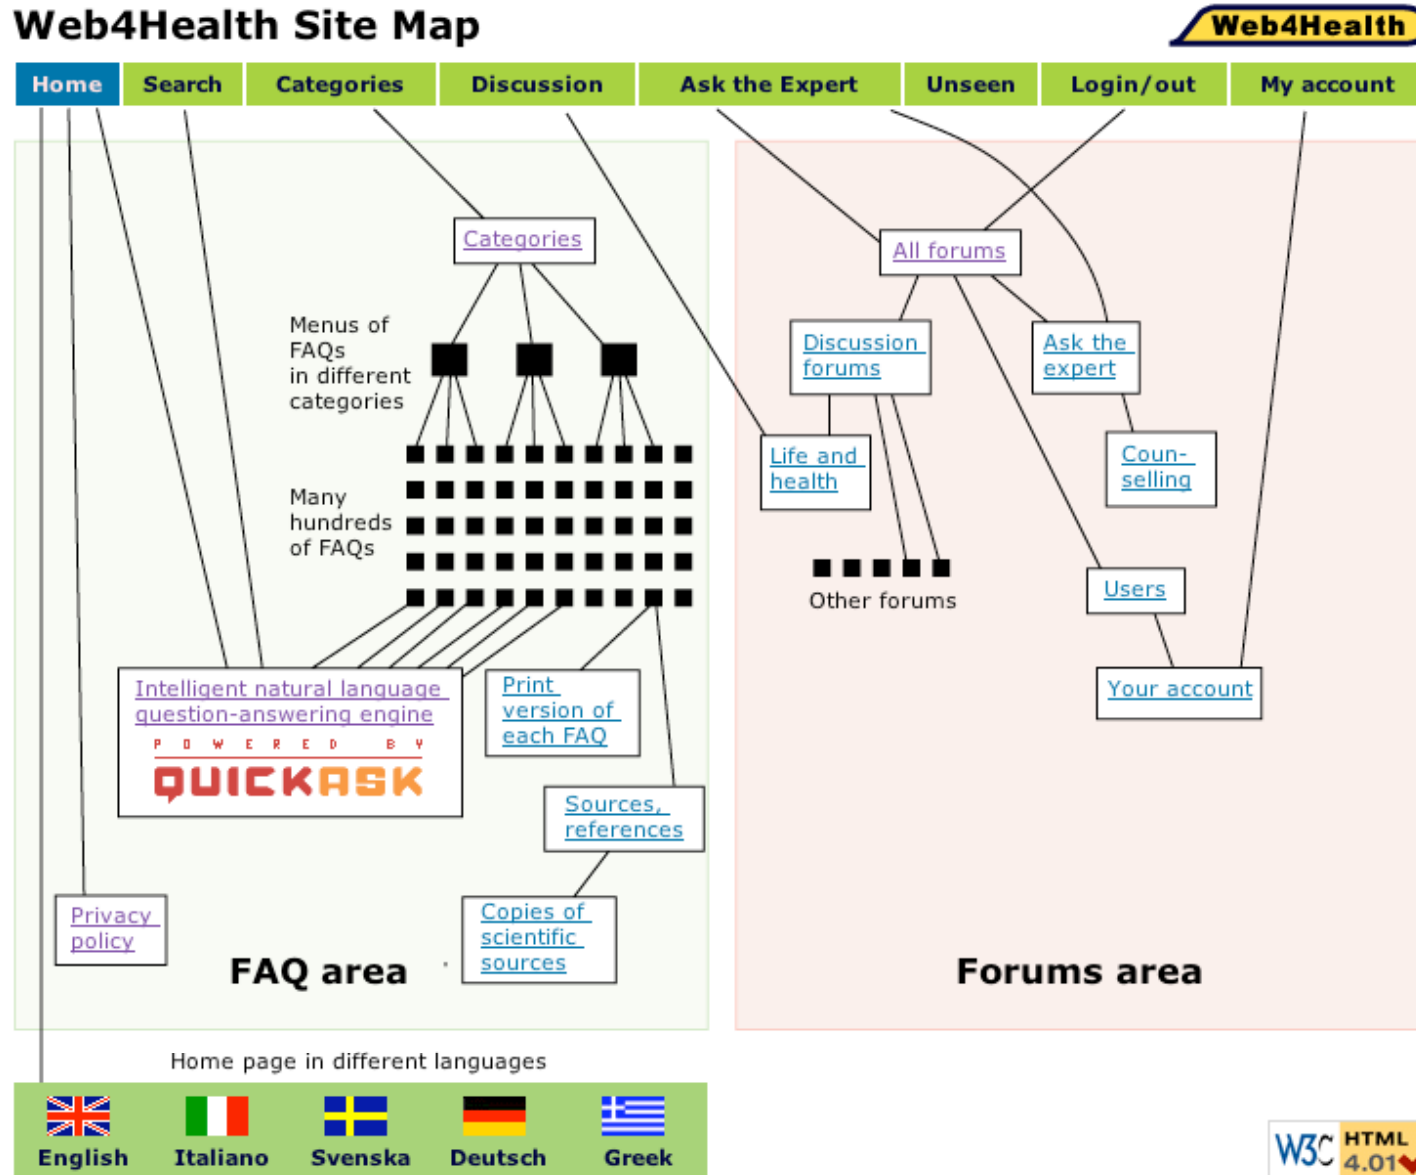 Web4Health Site Map
Web4Health
Home Search Categories Discussion Ask the Expert Unseen Login/out My account
Categories
All forums
Menus of
FAQs
in different
categories
Discussion
forums
Ask the
expert
Life and
health
Coun-
selling
Many
hundreds
of FAQs
Other forums
Users
Intelligent natural language
question-answering engine
POWERED BY
QUICKASK
Print
version of
each FAQ
Your account
Sources,
references
Privacy
policy
Copies of
scientific
sources
FAQ area
Forums area
Home page in different languages
English Italiano Svenska Deutsch Greek
W3C HTML
4.01